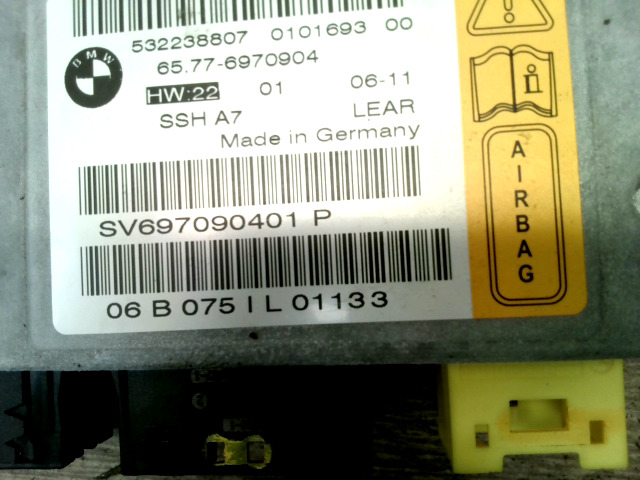 532238807 0101693 00
BMW
65.77-6970904
HW:22 01 06-11
SSH A7 LEAR
Made in Germany
SV697090401 P
06 B 075 I L 01133
i
AIRBAG